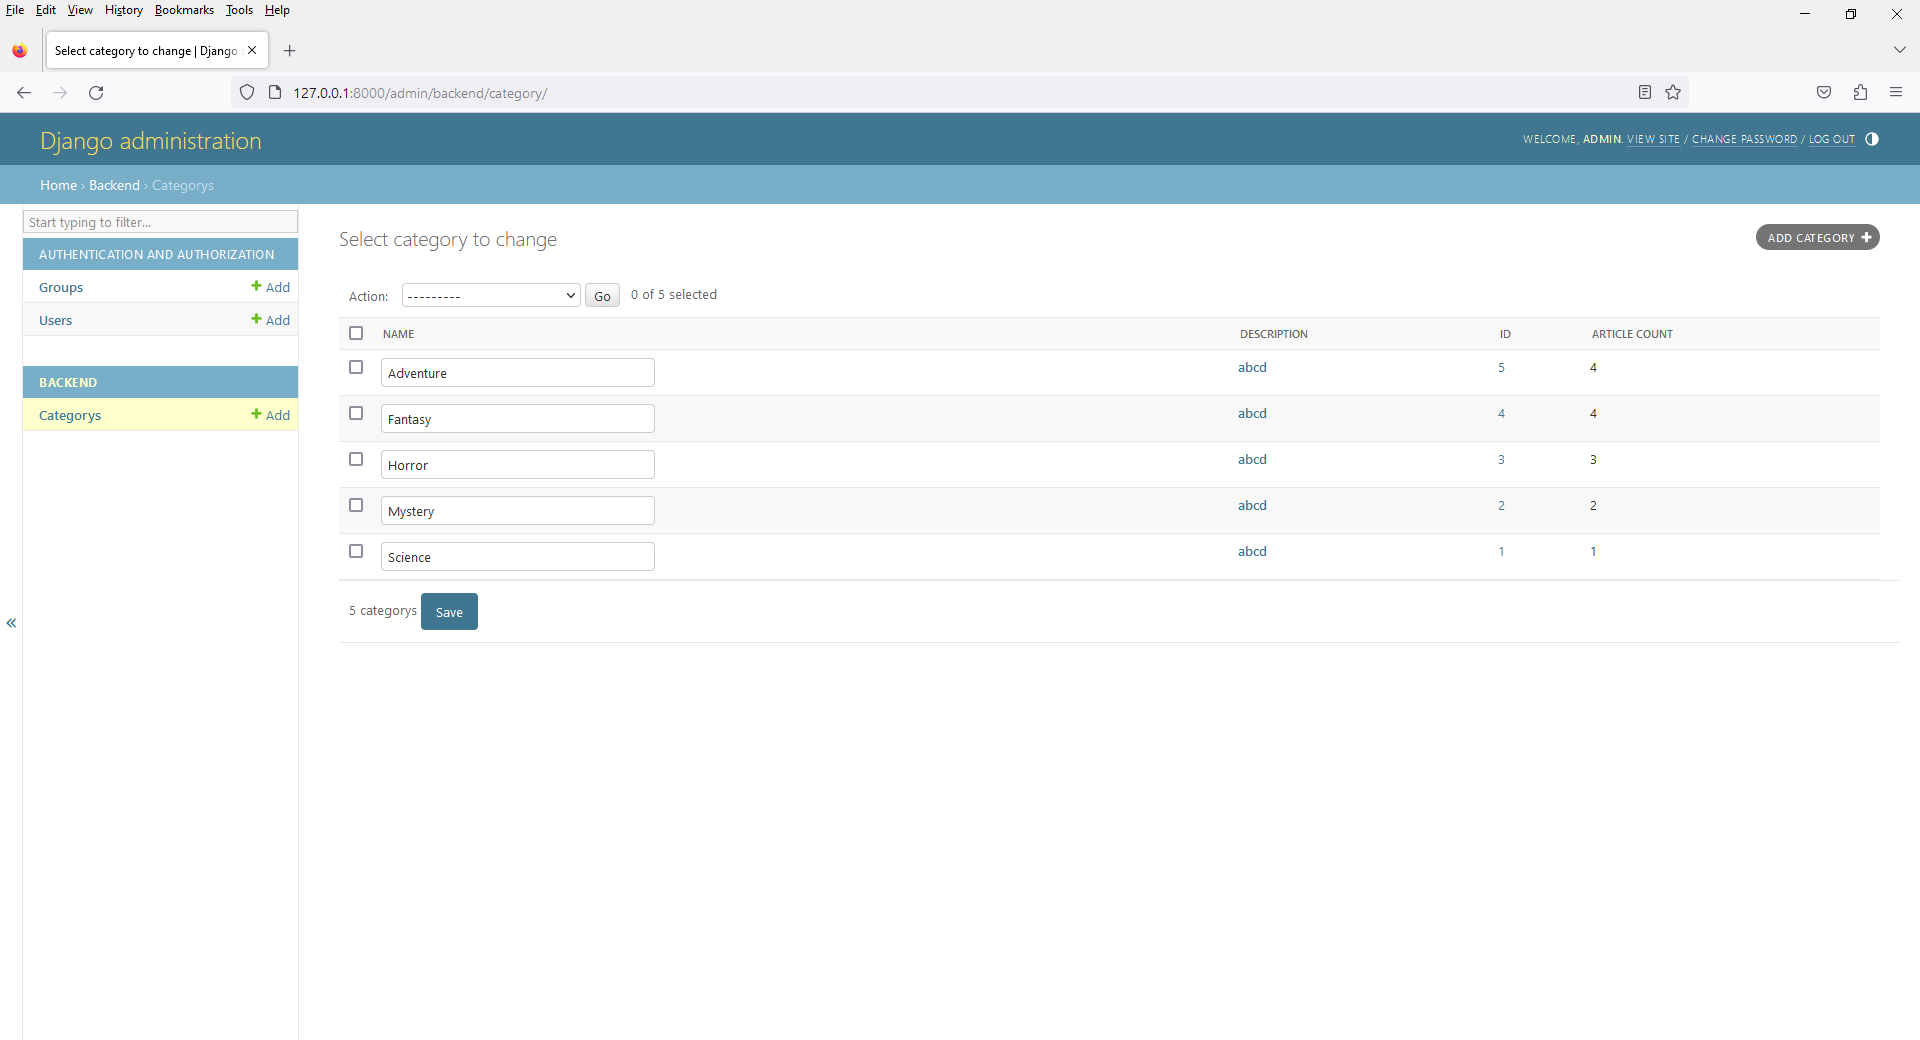 File Edit View History Bookmarks Tools Help
Select category to change | Django
127.0.0.1:8000/admin/backend/category/
Django administration
WELCOME, ADMIN. VIEW SITE / CHANGE PASSWORD / LOG OUT
Home › Backend › Categorys
Start typing to filter...
AUTHENTICATION AND AUTHORIZATION
Groups Add
Users Add
BACKEND
Categorys Add
Select category to change
ADD CATEGORY
Action: --------- Go 0 of 5 selected
NAME DESCRIPTION ID ARTICLE COUNT
Adventure abcd 5 4
Fantasy abcd 4 4
Horror abcd 3 3
Mystery abcd 2 2
Science abcd 1 1
5 categorys Save